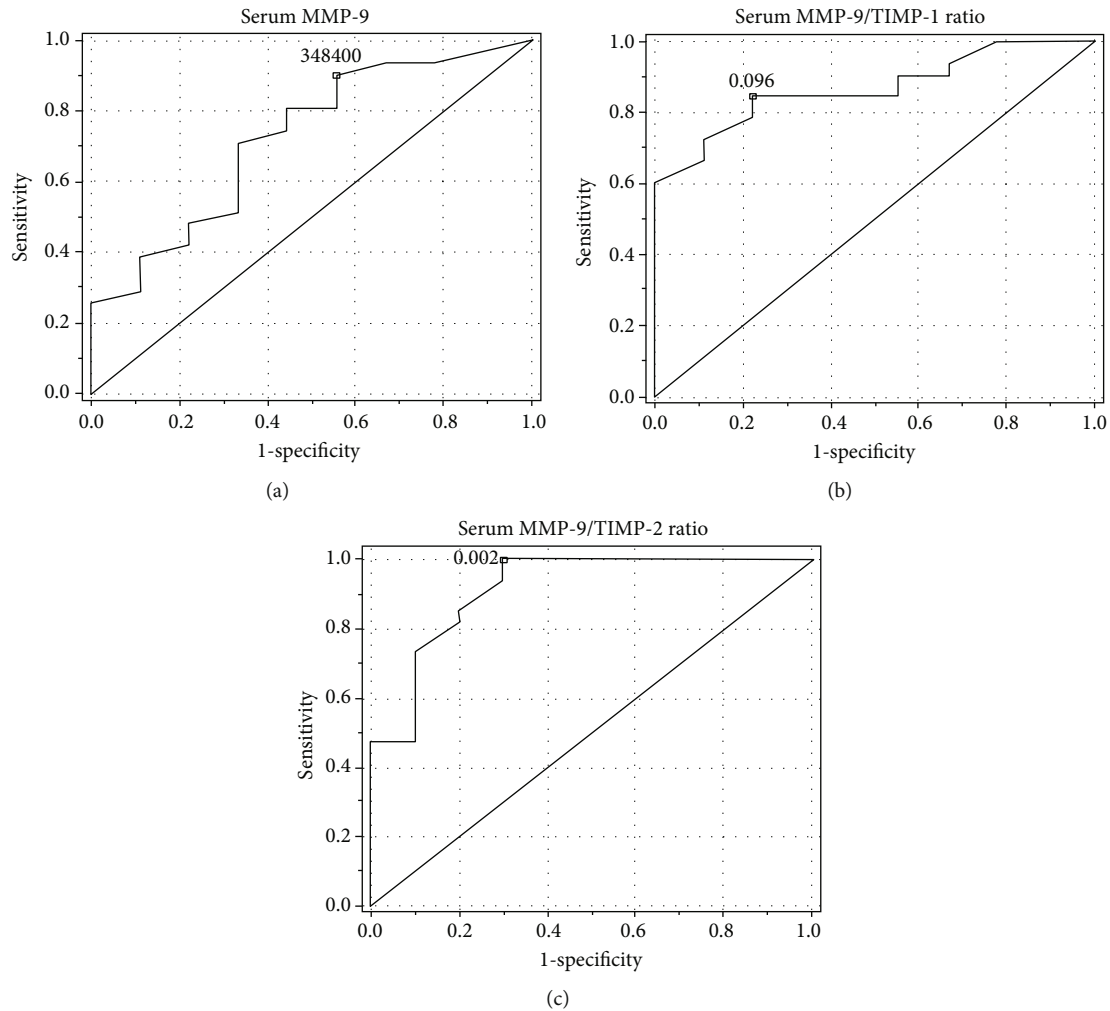 Serum MMP-9
348400
1.0
0.8
0.6
0.4
0.2
0.0
Sensitivity
0.0 0.2 0.4 0.6 0.8 1.0
1-specificity
(a)
Serum MMP-9/TIMP-1 ratio
0.096
1.0
0.8
0.6
0.4
0.2
0.0
Sensitivity
0.0 0.2 0.4 0.6 0.8 1.0
1-specificity
(b)
Serum MMP-9/TIMP-2 ratio
0.002
1.0
0.8
0.6
0.4
0.2
0.0
Sensitivity
0.0 0.2 0.4 0.6 0.8 1.0
1-specificity
(c)